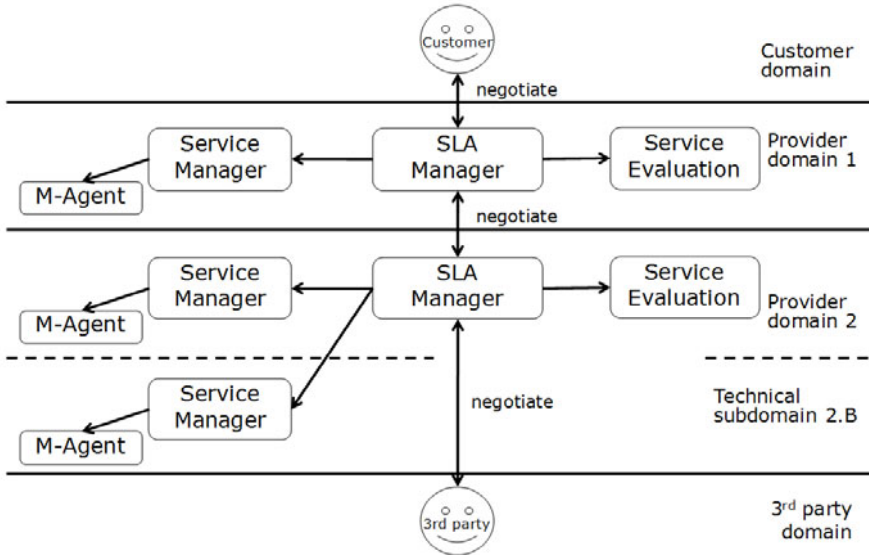 Customer
Customer
domain
negotiate
Service
Manager
SLA
Manager
Service
Evaluation
Provider
domain 1
M-Agent
negotiate
Service
Manager
SLA
Manager
Service
Evaluation
Provider
domain 2
M-Agent
Service
Manager
negotiate
Technical
subdomain 2.B
M-Agent
3rd party
3rd party
domain